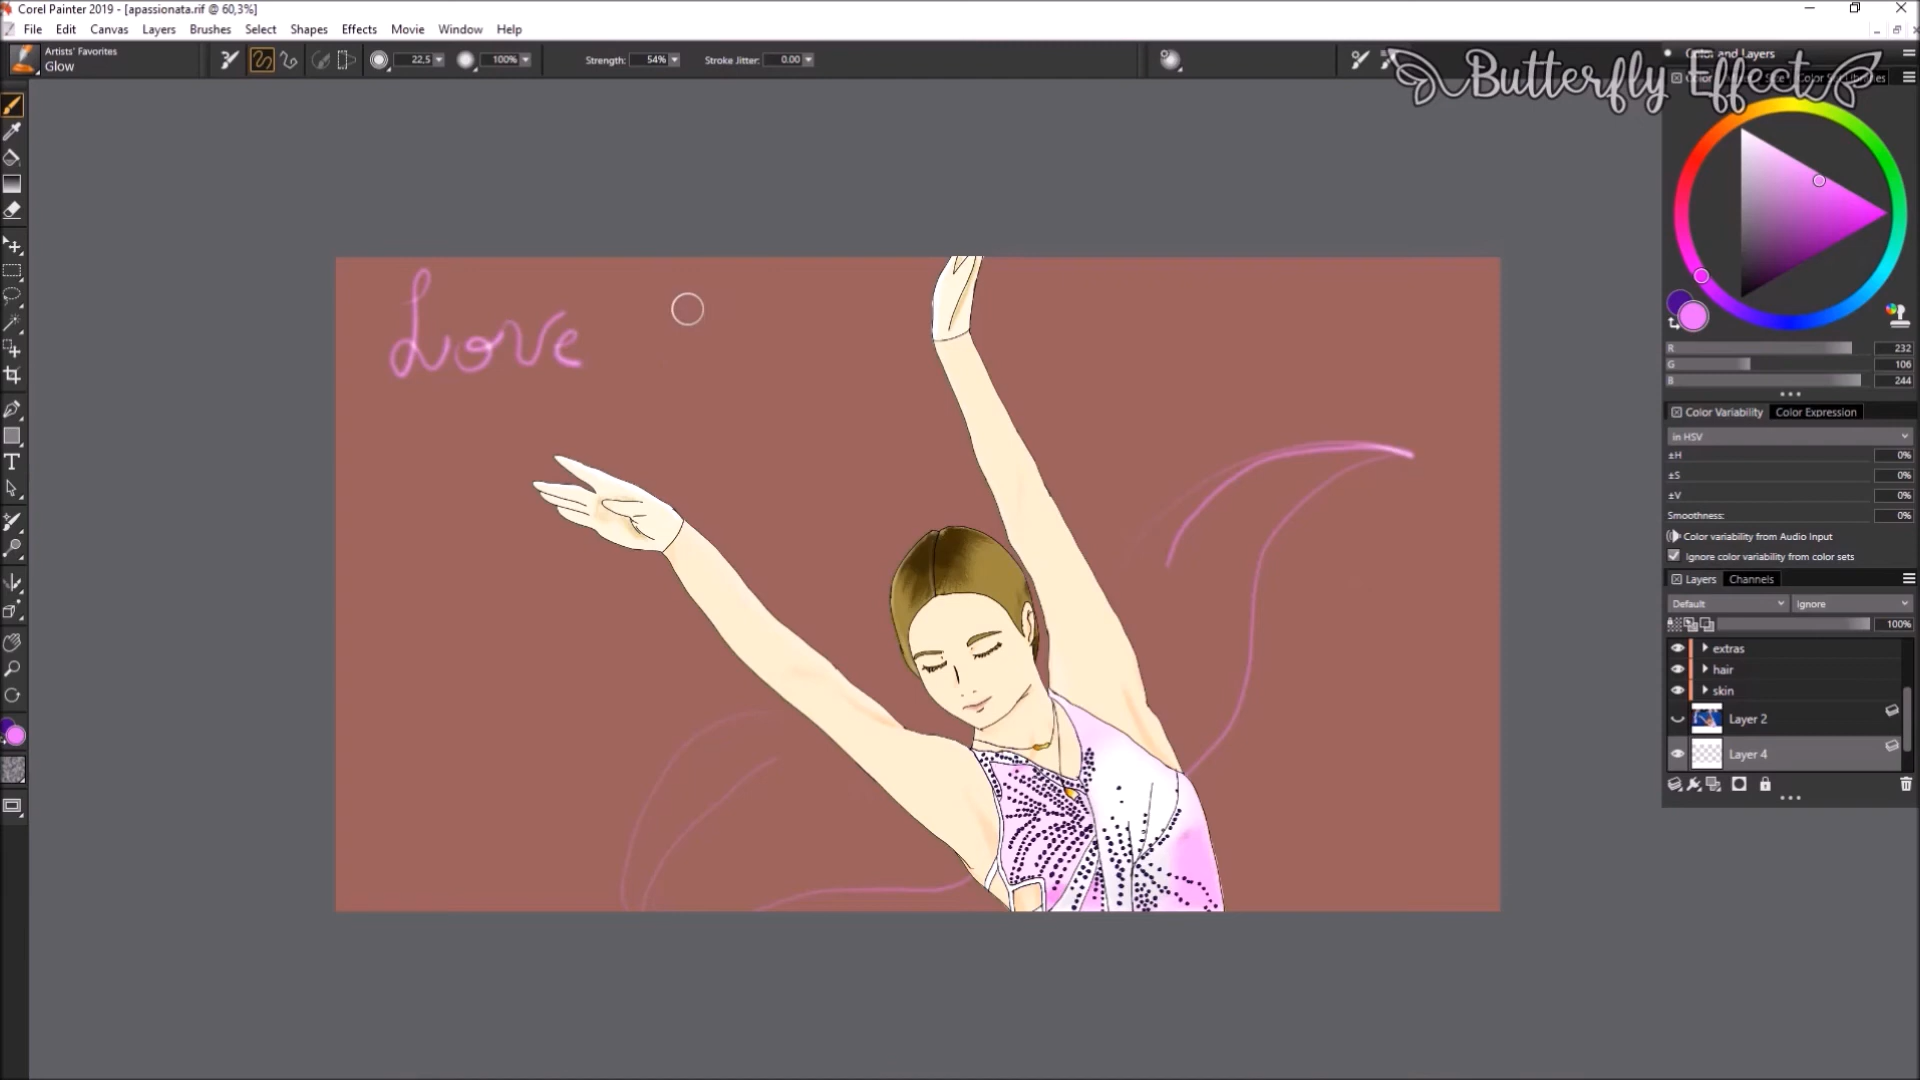 Corel Painter 2019 - [apassionata.rif @ 60,3%]
File Edit Canvas Layers Brushes Select Shapes Effects Movie Window Help
Artists' Favorites
Glow
22,5
100%
Strength: 54%
Stroke Jitter: 0.00
Color and Layers
Butterfly Effect
Love
R 232
G 106
B 244
Color Variability Color Expression
in HSV
±H 0%
±S 0%
±V 0%
Smoothness: 0%
Color variability from Audio Input
Ignore color variability from color sets
Layers Channels
Default Ignore
100%
extras
hair
skin
Layer 2
Layer 4